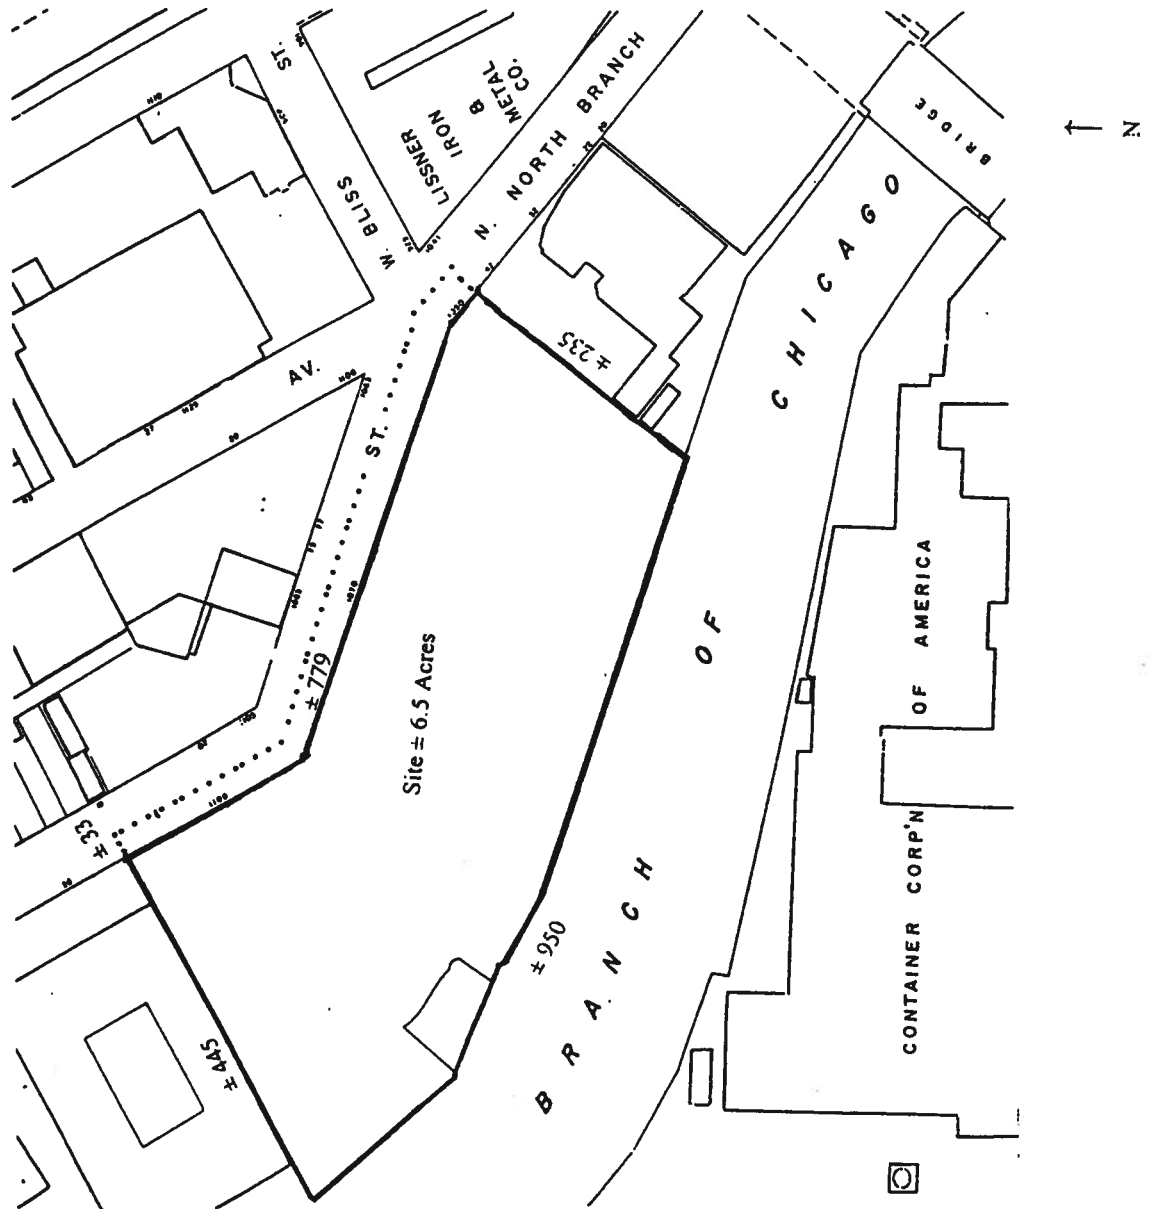 ST.
W. BLISS
LISSNER
IRON
&
METAL
CO.
N. NORTH BRANCH
BRIDGE
N
AV.
ST.
± 235
± 779
Site ± 6.5 Acres
± 33
± 445
± 950
BRANCH OF CHICAGO
CONTAINER CORP'N OF AMERICA